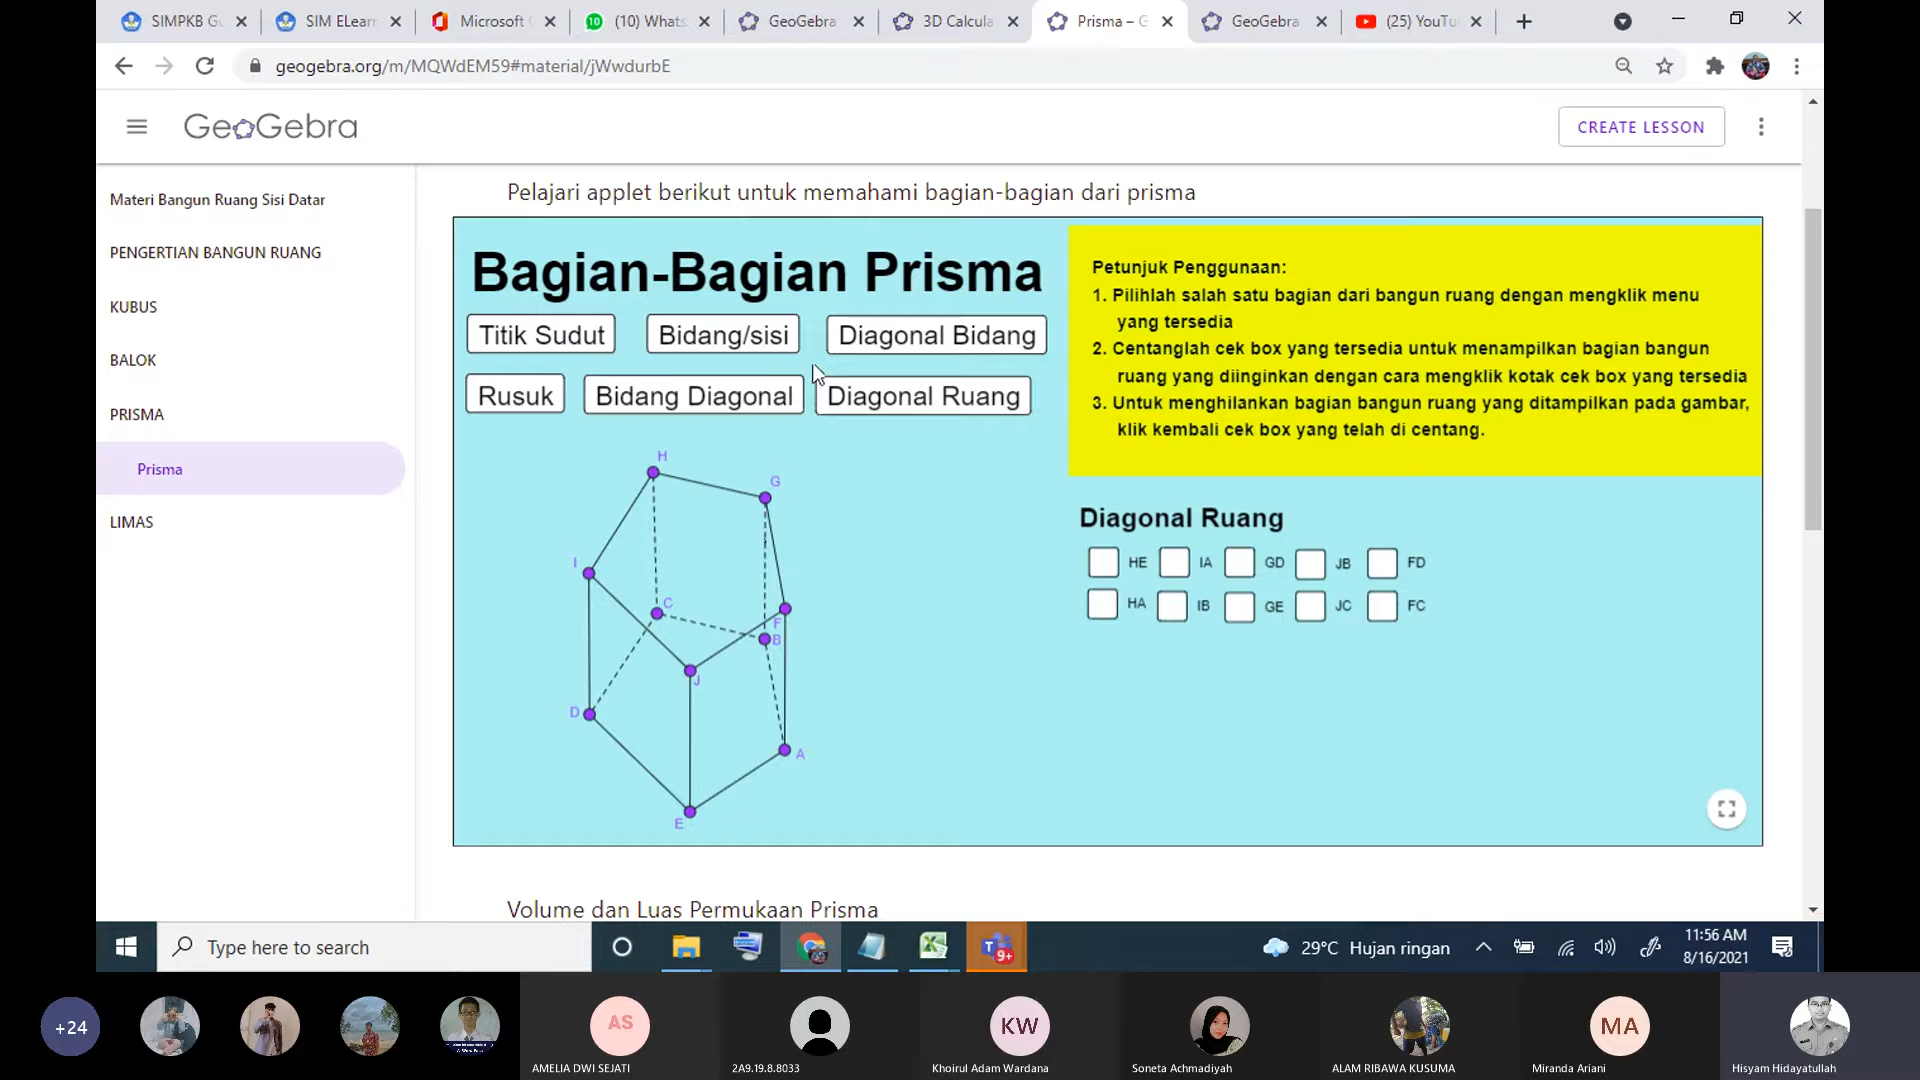 SIMPKB Gu
SIM ELearn
Microsoft O
10
(10) Whats
GeoGebra
3D Calcula
Prisma – G
GeoGebra
(25) YouTu
geogebra.org/m/MQWdEM59#material/jWwdurbE
GeoGebra
CREATE LESSON
Materi Bangun Ruang Sisi Datar
PENGERTIAN BANGUN RUANG
KUBUS
BALOK
PRISMA
Prisma
LIMAS
Pelajari applet berikut untuk memahami bagian-bagian dari prisma
Bagian-Bagian Prisma
Titik Sudut
Bidang/sisi
Diagonal Bidang
Rusuk
Bidang Diagonal
Diagonal Ruang
Petunjuk Penggunaan:
1. Pilihlah salah satu bagian dari bangun ruang dengan mengklik menu
yang tersedia
2. Centanglah cek box yang tersedia untuk menampilkan bagian bangun
ruang yang diinginkan dengan cara mengklik kotak cek box yang tersedia
3. Untuk menghilankan bagian bangun ruang yang ditampilkan pada gambar,
klik kembali cek box yang telah di centang.
H
G
I
C
F
B
J
D
A
E
Diagonal Ruang
HE IA GD JB FD
HA IB GE JC FC
Volume dan Luas Permukaan Prisma
Type here to search
9+
29°C Hujan ringan
11:56 AM
8/16/2021
+24
AS
KW
MA
AMELIA DWI SEJATI
2A9.19.8.8033
Khoirul Adam Wardana
Soneta Achmadiyah
ALAM RIBAWA KUSUMA
Miranda Ariani
Hisyam Hidayatullah